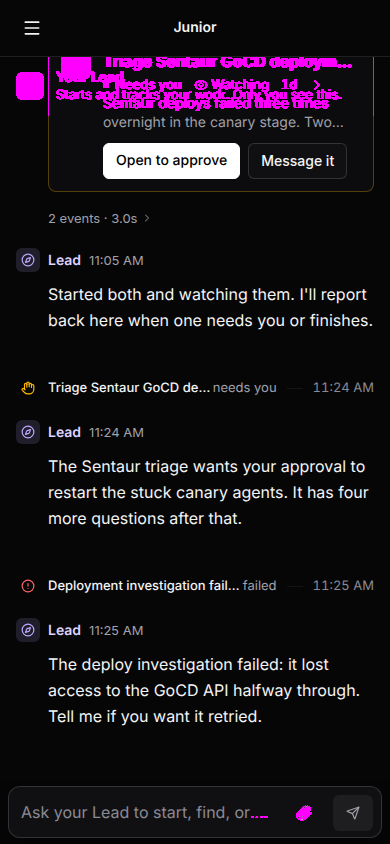 Junior
Triage Sentaur GoCD deploym...
Your Lead
Needs you Watching 1d
Starts and tracks your work. Only you see this.
Sentaur deploys failed three times
overnight in the canary stage. Two...
Open to approve
Message it
2 events · 3.0s
Lead 11:05 AM
Started both and watching them. I'll report
back here when one needs you or finishes.
Triage Sentaur GoCD de... needs you 11:24 AM
Lead 11:24 AM
The Sentaur triage wants your approval to
restart the stuck canary agents. It has four
more questions after that.
Deployment investigation fail... failed 11:25 AM
Lead 11:25 AM
The deploy investigation failed: it lost
access to the GoCD API halfway through.
Tell me if you want it retried.
Ask your Lead to start, find, or....